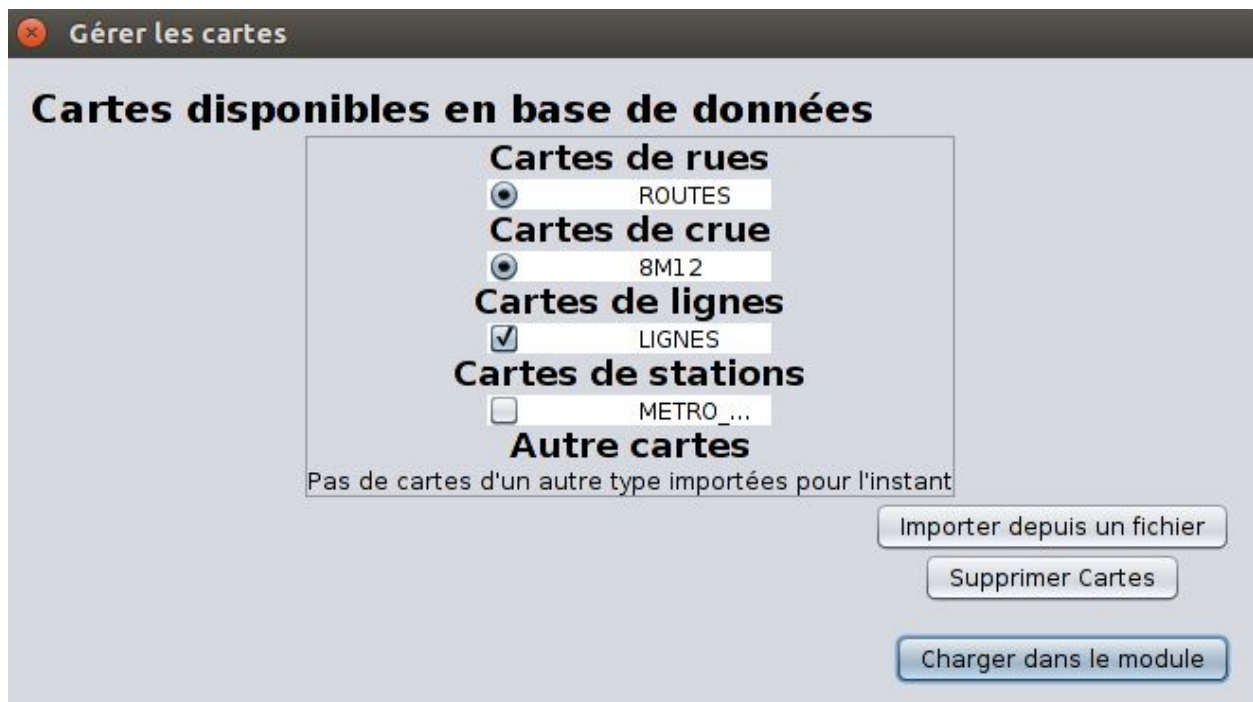 Gérer les cartes
Cartes disponibles en base de données
Cartes de rues
ROUTES
Cartes de crue
8M12
Cartes de lignes
LIGNES
Cartes de stations
METRO_...
Autre cartes
Pas de cartes d'un autre type importées pour l'instant
Importer depuis un fichier
Supprimer Cartes
Charger dans le module